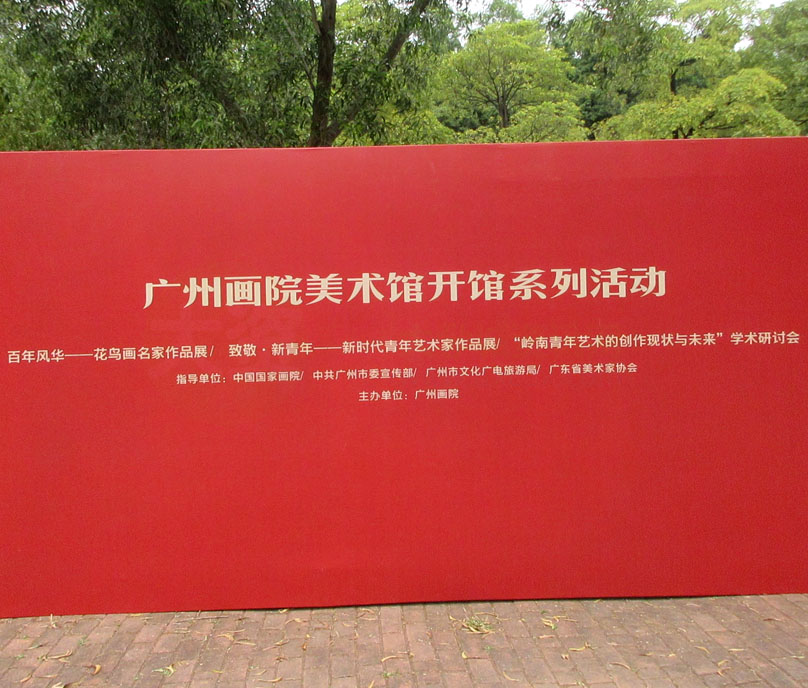 广州画院美术馆开馆系列活动
百年风华——花鸟画名家作品展/ 致敬·新青年——新时代青年艺术家作品展/ “岭南青年艺术的创作现状与未来”学术研讨会
指导单位：中国国家画院/ 中共广州市委宣传部/ 广州市文化广电旅游局/ 广东省美术家协会
主办单位：广州画院